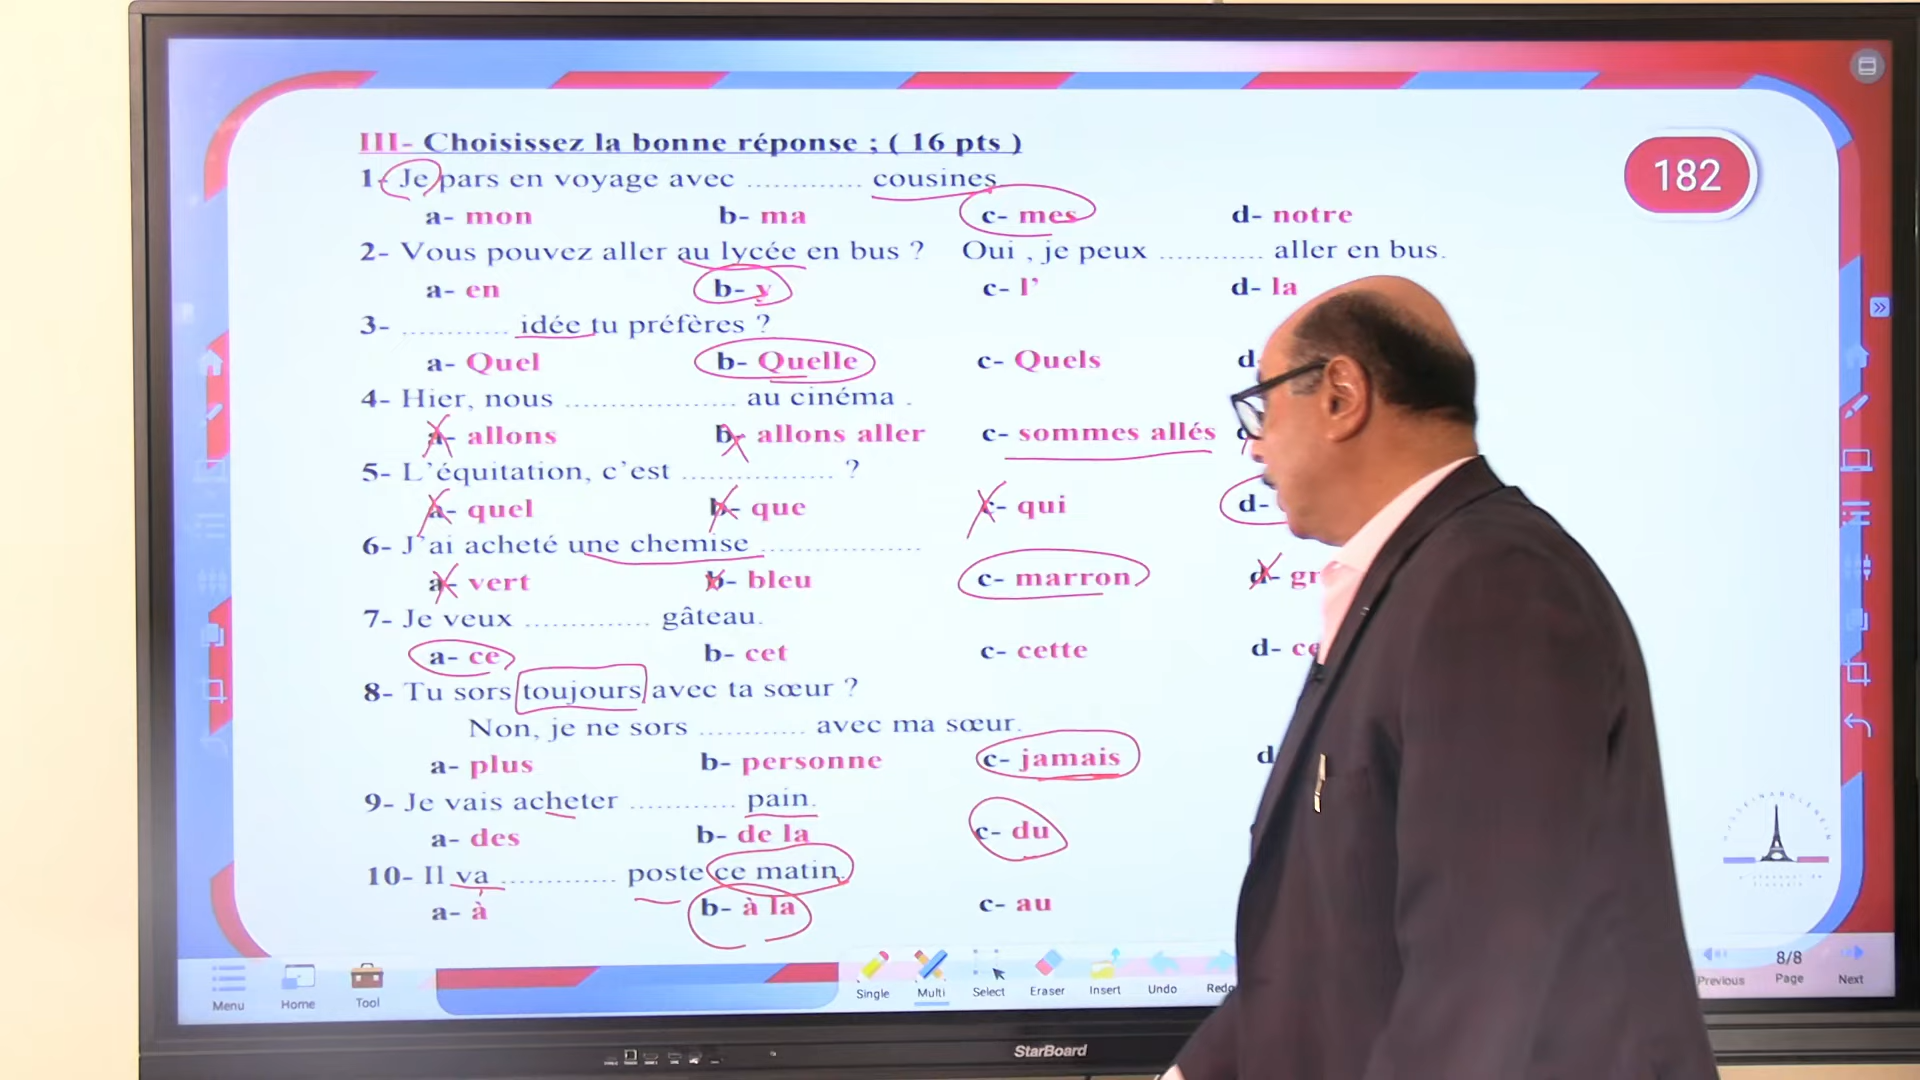 III- Choisissez la bonne réponse ; ( 16 pts )
182
1- Je pars en voyage avec ............ cousines
a- mon b- ma c- mes d- notre
2- Vous pouvez aller au lycée en bus ? Oui , je peux ............ aller en bus.
a- en b- y c- l’ d- la
3- ............ idée tu préfères ?
a- Quel b- Quelle c- Quels d-
4- Hier, nous .................. au cinéma .
a- allons b- allons aller c- sommes allés
5- L’équitation, c’est ................ ?
a- quel b- que c- qui d-
6- J’ai acheté une chemise .................
a- vert b- bleu c- marron d- gr
7- Je veux .............. gâteau.
a- ce b- cet c- cette d- ce
8- Tu sors toujours avec ta sœur ?
Non, je ne sors ............ avec ma sœur.
a- plus b- personne c- jamais d
9- Je vais acheter ............ pain.
a- des b- de la c- du
10- Il va ............. poste ce matin.
a- à b- à la c- au
Menu Home Tool Single Multi Select Eraser Insert Undo Redo Previous 8/8 Page Next
StarBoard